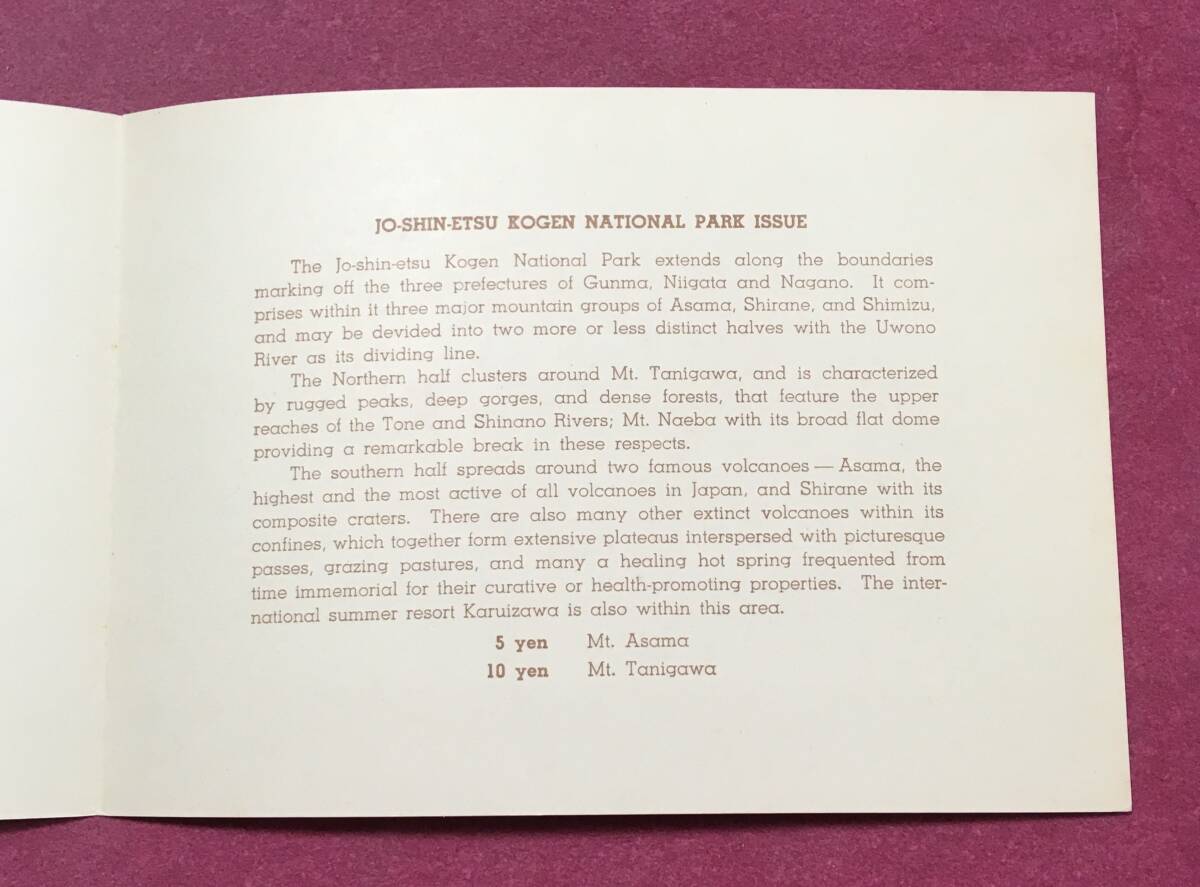 JO-SHIN-ETSU KOGEN NATIONAL PARK ISSUE
The Jo-shin-etsu Kogen National Park extends along the boundaries
marking off the three prefectures of Gunma, Niigata and Nagano. It com-
prises within it three major mountain groups of Asama, Shirane, and Shimizu,
and may be devided into two more or less distinct halves with the Uwono
River as its dividing line.
The Northern half clusters around Mt. Tanigawa, and is characterized
by rugged peaks, deep gorges, and dense forests, that feature the upper
reaches of the Tone and Shinano Rivers; Mt. Naeba with its broad flat dome
providing a remarkable break in these respects.
The southern half spreads around two famous volcanoes — Asama, the
highest and the most active of all volcanoes in Japan, and Shirane with its
composite craters. There are also many other extinct volcanoes within its
confines, which together form extensive plateaus interspersed with picturesque
passes, grazing pastures, and many a healing hot spring frequented from
time immemorial for their curative or health-promoting properties. The inter-
national summer resort Karuizawa is also within this area.
5 yen Mt. Asama
10 yen Mt. Tanigawa